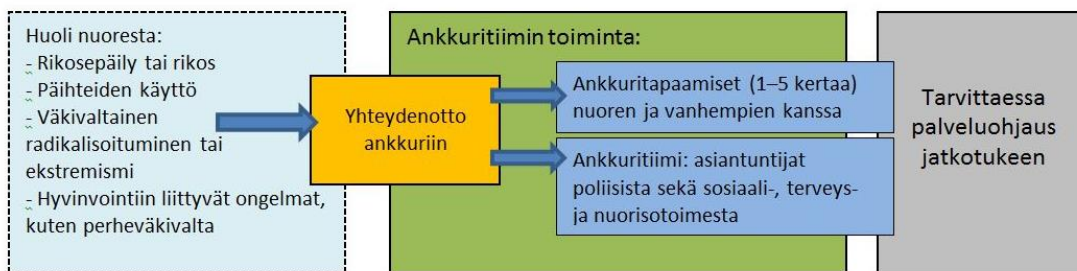 Huoli nuoresta:
- Rikosepäily tai rikos
- Päihteiden käyttö
- Väkivaltainen
radikalisoituminen tai
ekstremismi
- Hyvinvointiin liittyvät ongelmat,
kuten perheväkivalta
Yhteydenotto
ankkuriin
Ankkuritiimin toiminta:
Ankkuritapaamiset (1–5 kertaa)
nuoren ja vanhempien kanssa
Ankkuritiimi: asiantuntijat
poliisista sekä sosiaali-, terveys-
ja nuorisotoimesta
Tarvittaessa
palveluohjaus
jatkotukeen